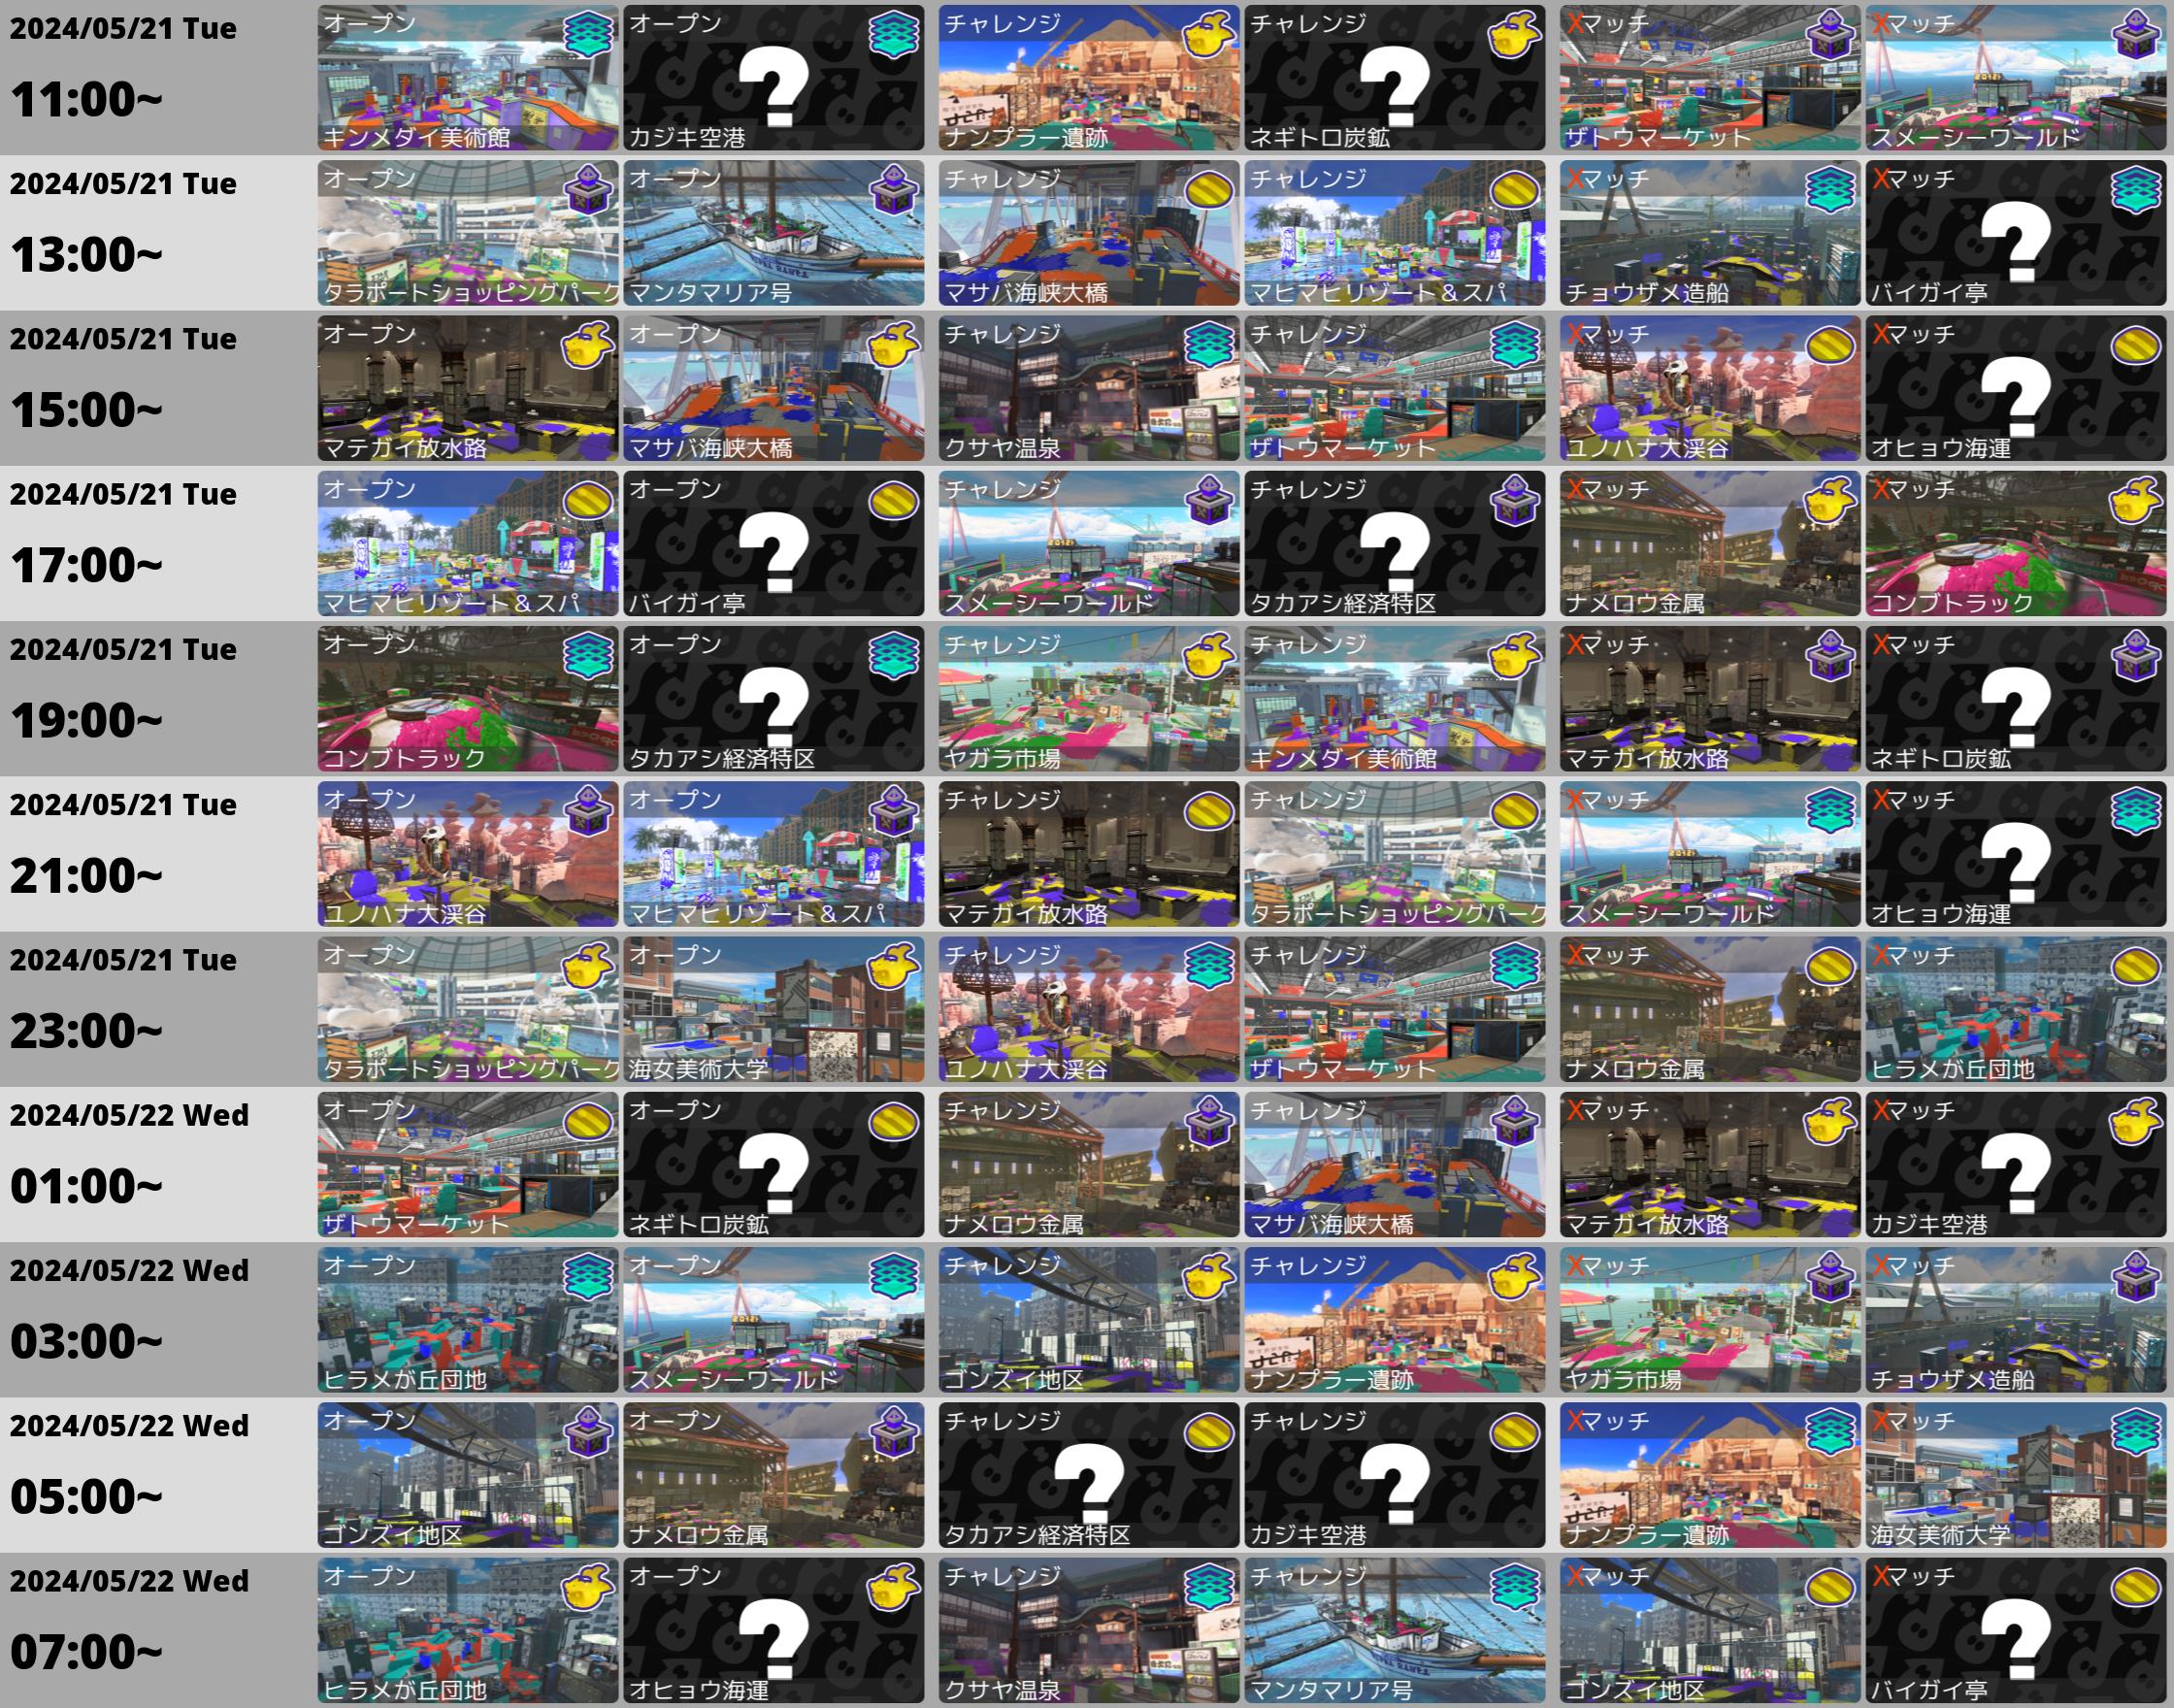 2024/05/21 Tue
11:00~
オープン
キンメダイ美術館
オープン
カジキ空港
チャレンジ
ナンプラー遺跡
チャレンジ
ネギトロ炭鉱
Xマッチ
ザトウマーケット
Xマッチ
スメーシーワールド
2024/05/21 Tue
13:00~
オープン
タラポートショッピングパーク
オープン
マンタマリア号
チャレンジ
マサバ海峡大橋
チャレンジ
マヒマヒリゾート＆スパ
Xマッチ
チョウザメ造船
Xマッチ
バイガイ亭
2024/05/21 Tue
15:00~
オープン
マテガイ放水路
オープン
マサバ海峡大橋
チャレンジ
クサヤ温泉
チャレンジ
ザトウマーケット
Xマッチ
ユノハナ大渓谷
Xマッチ
オヒョウ海運
2024/05/21 Tue
17:00~
オープン
マヒマヒリゾート＆スパ
オープン
バイガイ亭
チャレンジ
スメーシーワールド
チャレンジ
タカアシ経済特区
Xマッチ
ナメロウ金属
Xマッチ
コンブトラック
2024/05/21 Tue
19:00~
オープン
コンブトラック
オープン
タカアシ経済特区
チャレンジ
ヤガラ市場
チャレンジ
キンメダイ美術館
Xマッチ
マテガイ放水路
Xマッチ
ネギトロ炭鉱
2024/05/21 Tue
21:00~
オープン
ユノハナ大渓谷
オープン
マヒマヒリゾート＆スパ
チャレンジ
マテガイ放水路
チャレンジ
タラポートショッピングパーク
Xマッチ
スメーシーワールド
Xマッチ
オヒョウ海運
2024/05/21 Tue
23:00~
オープン
タラポートショッピングパーク
オープン
海女美術大学
チャレンジ
ユノハナ大渓谷
チャレンジ
ザトウマーケット
Xマッチ
ナメロウ金属
Xマッチ
ヒラメが丘団地
2024/05/22 Wed
01:00~
オープン
ザトウマーケット
オープン
ネギトロ炭鉱
チャレンジ
ナメロウ金属
チャレンジ
マサバ海峡大橋
Xマッチ
マテガイ放水路
Xマッチ
カジキ空港
2024/05/22 Wed
03:00~
オープン
ヒラメが丘団地
オープン
スメーシーワールド
チャレンジ
ゴンズイ地区
チャレンジ
ナンプラー遺跡
Xマッチ
ヤガラ市場
Xマッチ
チョウザメ造船
2024/05/22 Wed
05:00~
オープン
ゴンズイ地区
オープン
ナメロウ金属
チャレンジ
タカアシ経済特区
チャレンジ
カジキ空港
Xマッチ
ナンプラー遺跡
Xマッチ
海女美術大学
2024/05/22 Wed
07:00~
オープン
ヒラメが丘団地
オープン
オヒョウ海運
チャレンジ
クサヤ温泉
チャレンジ
マンタマリア号
Xマッチ
ゴンズイ地区
Xマッチ
バイガイ亭